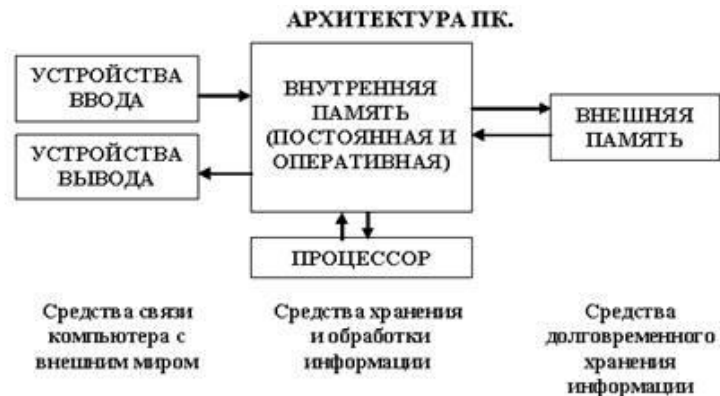 АРХИТЕКТУРА ПК.
УСТРОЙСТВА
ВВОДА
УСТРОЙСТВА
ВЫВОДА
ВНУТРЕННЯЯ
ПАМЯТЬ
(ПОСТОЯННАЯ И
ОПЕРАТИВНАЯ)
ВНЕШНЯЯ
ПАМЯТЬ
ПРОЦЕССОР
Средства связи
компьютера с
внешним миром
Средства хранения
и обработки
информации
Средства
долговременного
хранения
информации